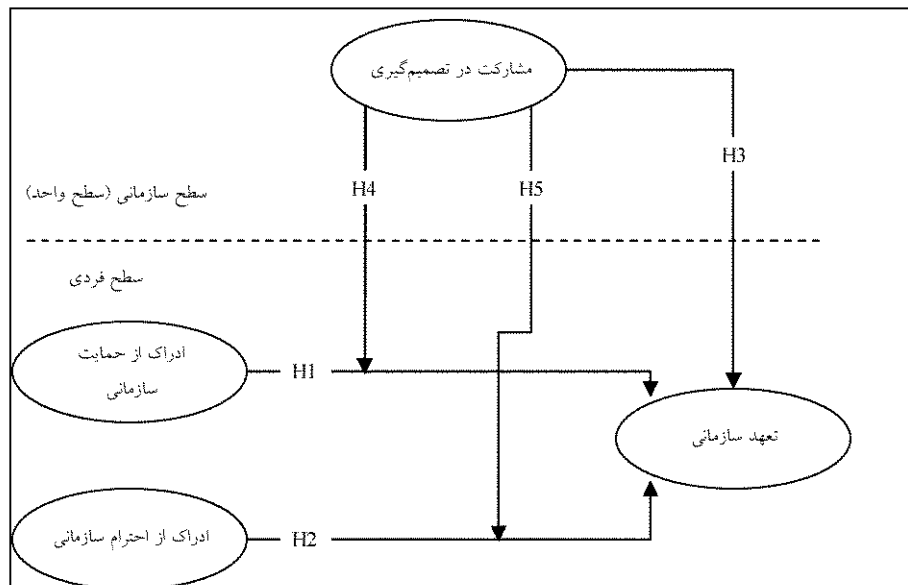 مشارکت در تصمیم‌گیری
H3
H4
H5
سطح سازمانی (سطح واحد)
سطح فردی
ادراک از حمایت
سازمانی
H1
تعهد سازمانی
ادراک از احترام سازمانی
H2